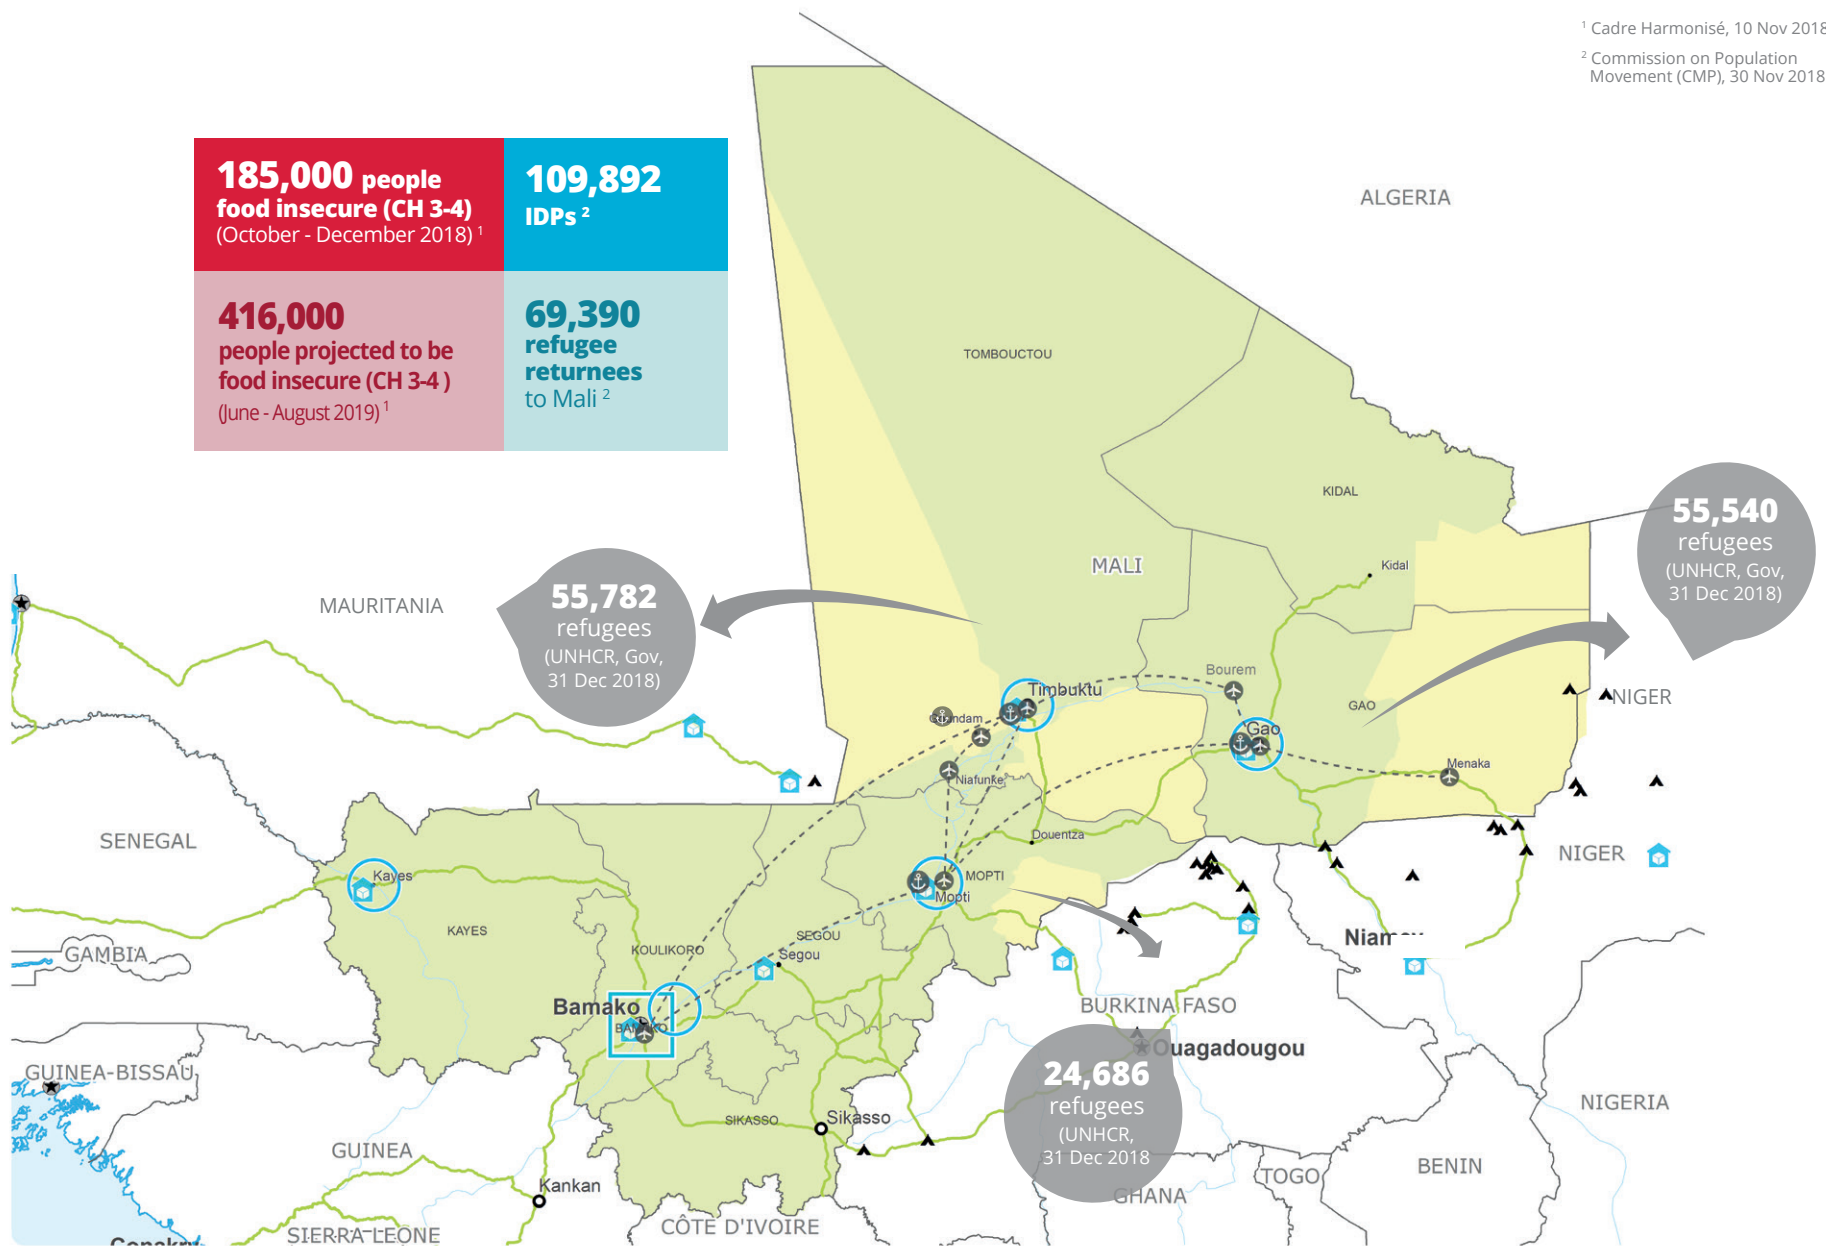 ¹ Cadre Harmonisé, 10 Nov 2018
² Commission on Population
Movement (CMP), 30 Nov 2018
185,000 people
food insecure (CH 3-4)
(October - December 2018) ¹
109,892
IDPs ²
416,000
people projected to be
food insecure (CH 3-4 )
(June - August 2019) ¹
69,390
refugee
returnees
to Mali ²
ALGERIA
TOMBOUCTOU
KIDAL
MALI
Kidal
55,540
refugees
(UNHCR, Gov,
31 Dec 2018)
55,782
refugees
(UNHCR, Gov,
31 Dec 2018)
MAURITANIA
Bourem
Timbuktu
GAO
NIGER
Gao
Menaka
Niafunke
Douentza
SENEGAL
NIGER
Kayes
MOPTI
Mopti
KAYES
KOULIKORO
SEGOU
Segou
GAMBIA
Bamako
BAMAKO
BURKINA FASO
Ouagadougou
24,686
refugees
(UNHCR,
31 Dec 2018
GUINEA-BISSAU
SIKASSO
Sikasso
NIGERIA
GUINEA
Kankan
BENIN
TOGO
GHANA
CÔTE D'IVOIRE
SIERRA LEONE